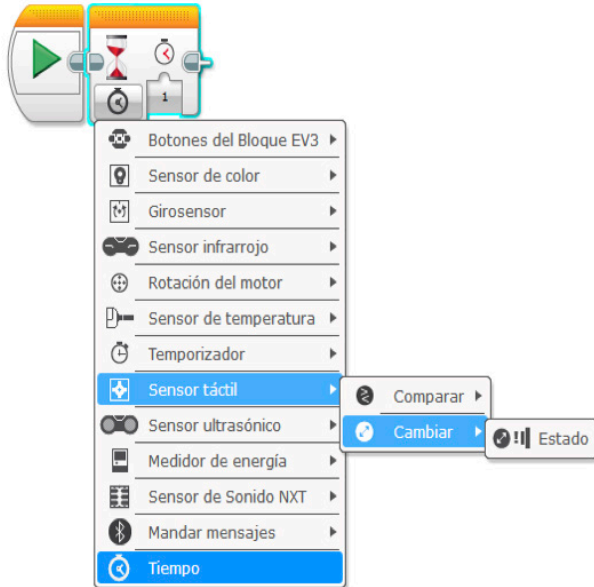 1
Botones del Bloque EV3
Sensor de color
Girosensor
Sensor infrarrojo
Rotación del motor
Sensor de temperatura
Temporizador
Sensor táctil
Comparar
Sensor ultrasónico
Cambiar
Estado
Medidor de energía
Sensor de Sonido NXT
Mandar mensajes
Tiempo